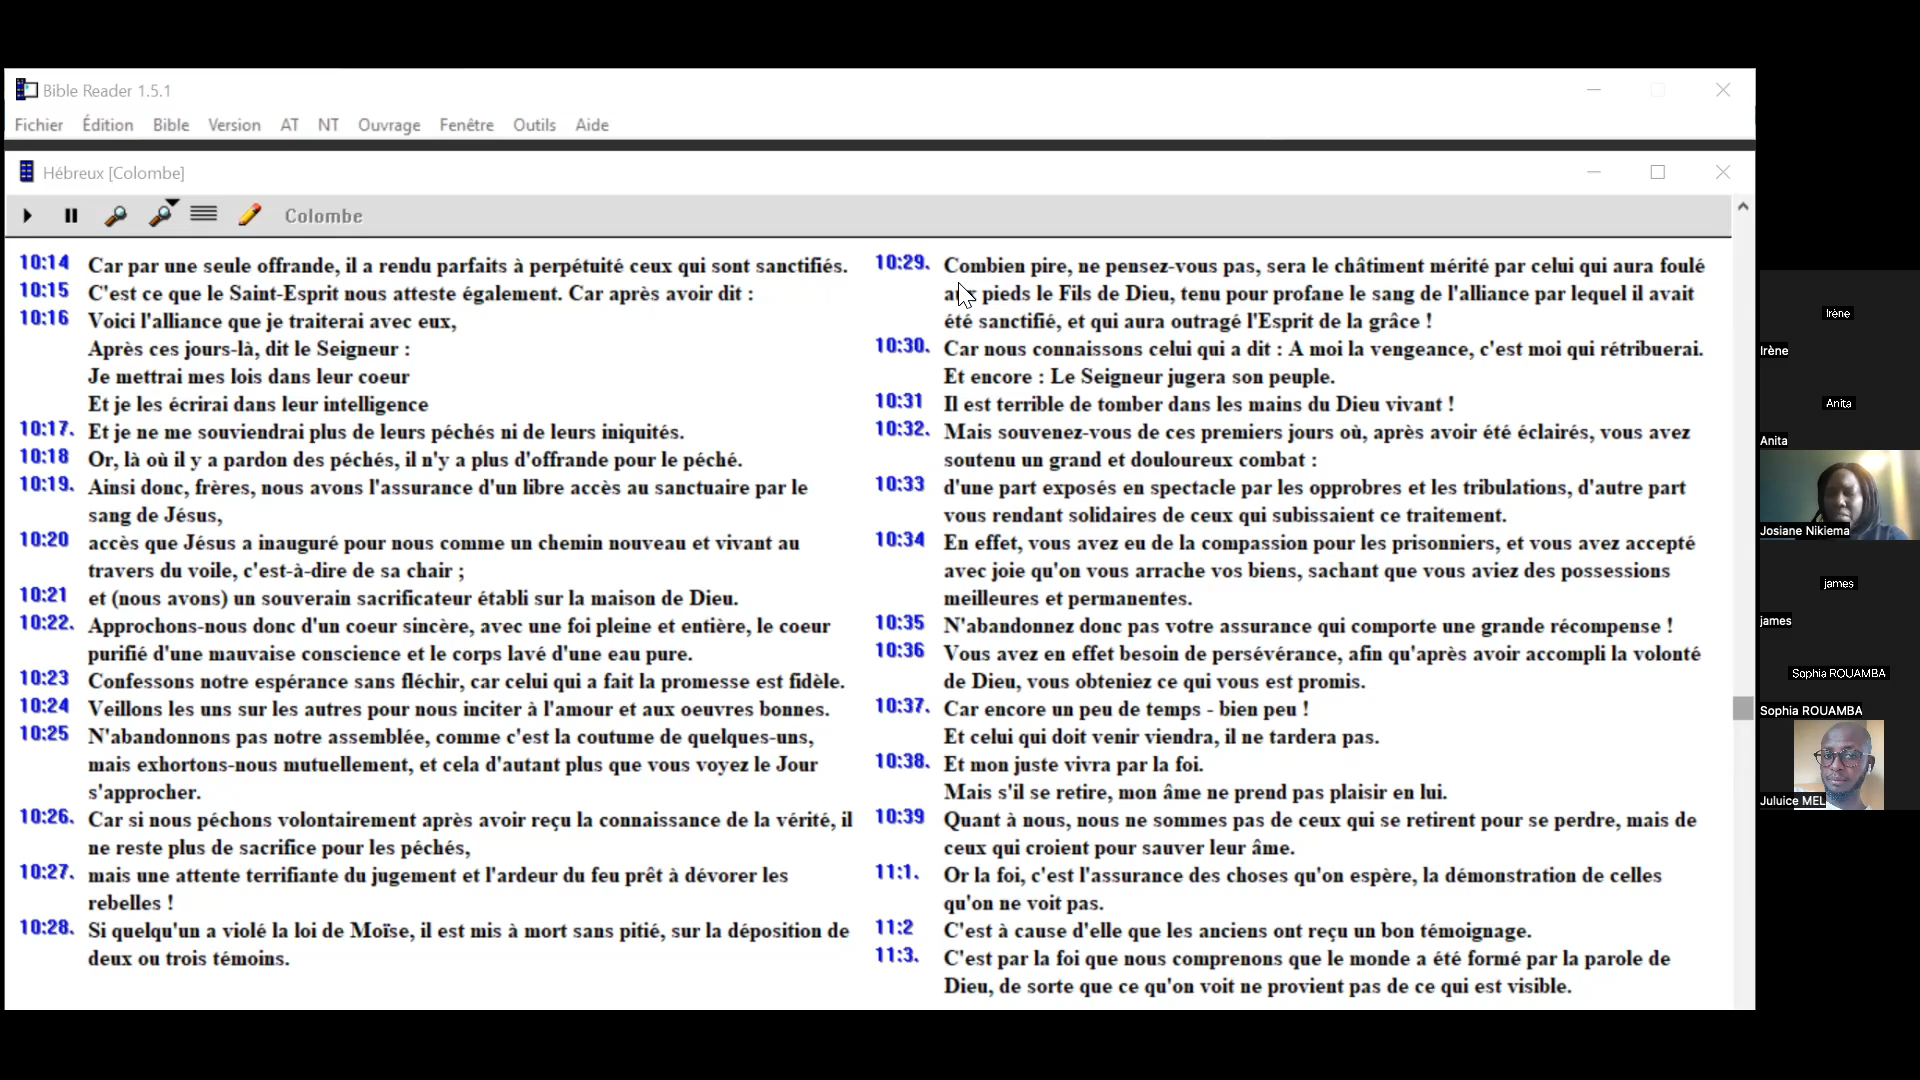 Bible Reader 1.5.1
Fichier Édition Bible Version AT NT Ouvrage Fenêtre Outils Aide
Hébreux [Colombe]
Colombe
10:14 Car par une seule offrande, il a rendu parfaits à perpétuité ceux qui sont sanctifiés.
10:15 C'est ce que le Saint-Esprit nous atteste également. Car après avoir dit :
10:16 Voici l'alliance que je traiterai avec eux,
Après ces jours-là, dit le Seigneur :
Je mettrai mes lois dans leur coeur
Et je les écrirai dans leur intelligence
10:17. Et je ne me souviendrai plus de leurs péchés ni de leurs iniquités.
10:18 Or, là où il y a pardon des péchés, il n'y a plus d'offrande pour le péché.
10:19. Ainsi donc, frères, nous avons l'assurance d'un libre accès au sanctuaire par le
sang de Jésus,
10:20 accès que Jésus a inauguré pour nous comme un chemin nouveau et vivant au
travers du voile, c'est-à-dire de sa chair ;
10:21 et (nous avons) un souverain sacrificateur établi sur la maison de Dieu.
10:22. Approchons-nous donc d'un coeur sincère, avec une foi pleine et entière, le coeur
purifié d'une mauvaise conscience et le corps lavé d'une eau pure.
10:23 Confessons notre espérance sans fléchir, car celui qui a fait la promesse est fidèle.
10:24 Veillons les uns sur les autres pour nous inciter à l'amour et aux oeuvres bonnes.
10:25 N'abandonnons pas notre assemblée, comme c'est la coutume de quelques-uns,
mais exhortons-nous mutuellement, et cela d'autant plus que vous voyez le Jour
s'approcher.
10:26. Car si nous péchons volontairement après avoir reçu la connaissance de la vérité, il
ne reste plus de sacrifice pour les péchés,
10:27. mais une attente terrifiante du jugement et l'ardeur du feu prêt à dévorer les
rebelles !
10:28. Si quelqu'un a violé la loi de Moïse, il est mis à mort sans pitié, sur la déposition de
deux ou trois témoins.
10:29. Combien pire, ne pensez-vous pas, sera le châtiment mérité par celui qui aura foulé
aux pieds le Fils de Dieu, tenu pour profane le sang de l'alliance par lequel il avait
été sanctifié, et qui aura outragé l'Esprit de la grâce !
10:30. Car nous connaissons celui qui a dit : A moi la vengeance, c'est moi qui rétribuerai.
Et encore : Le Seigneur jugera son peuple.
10:31 Il est terrible de tomber dans les mains du Dieu vivant !
10:32. Mais souvenez-vous de ces premiers jours où, après avoir été éclairés, vous avez
soutenu un grand et douloureux combat :
10:33 d'une part exposés en spectacle par les opprobres et les tribulations, d'autre part
vous rendant solidaires de ceux qui subissaient ce traitement.
10:34 En effet, vous avez eu de la compassion pour les prisonniers, et vous avez accepté
avec joie qu'on vous arrache vos biens, sachant que vous aviez des possessions
meilleures et permanentes.
10:35 N'abandonnez donc pas votre assurance qui comporte une grande récompense !
10:36 Vous avez en effet besoin de persévérance, afin qu'après avoir accompli la volonté
de Dieu, vous obteniez ce qui vous est promis.
10:37. Car encore un peu de temps - bien peu !
Et celui qui doit venir viendra, il ne tardera pas.
10:38. Et mon juste vivra par la foi.
Mais s'il se retire, mon âme ne prend pas plaisir en lui.
10:39 Quant à nous, nous ne sommes pas de ceux qui se retirent pour se perdre, mais de
ceux qui croient pour sauver leur âme.
11:1. Or la foi, c'est l'assurance des choses qu'on espère, la démonstration de celles
qu'on ne voit pas.
11:2 C'est à cause d'elle que les anciens ont reçu un bon témoignage.
11:3. C'est par la foi que nous comprenons que le monde a été formé par la parole de
Dieu, de sorte que ce qu'on voit ne provient pas de ce qui est visible.
Irène
Irène
Anita
Anita
Josiane Nikiema
james
james
Sophia ROUAMBA
Sophia ROUAMBA
Juluice MEL